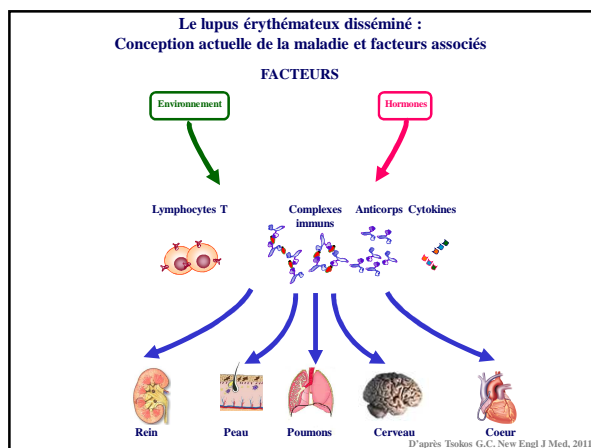 Le lupus érythémateux disséminé :
Conception actuelle de la maladie et facteurs associés
FACTEURS
Environnement
Hormones
Lymphocytes T
Complexes
immuns
Anticorps
Cytokines
Rein
Peau
Poumons
Cerveau
Coeur
D'après Tsokos G.C. New Engl J Med, 2011